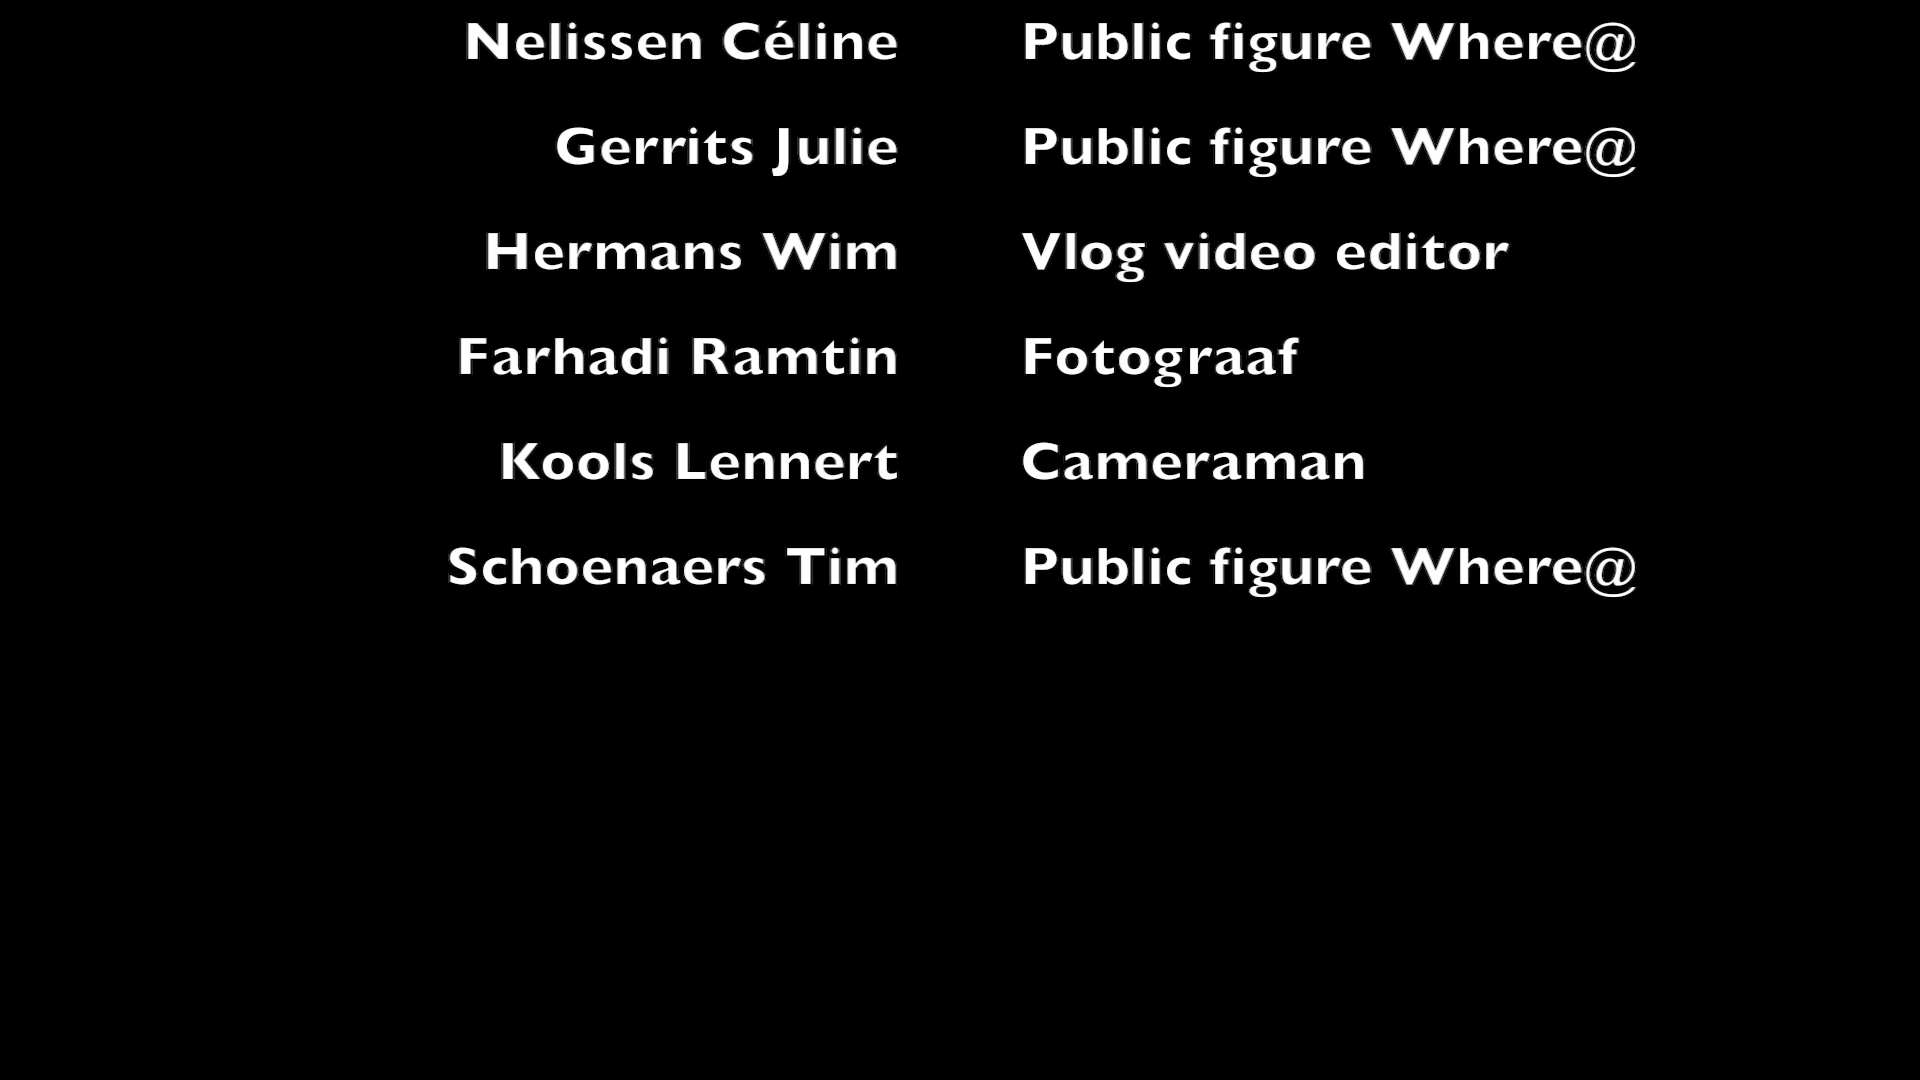 Nelissen Céline Public figure Where@
Gerrits Julie Public figure Where@
Hermans Wim Vlog video editor
Farhadi Ramtin Fotograaf
Kools Lennert Cameraman
Schoenaers Tim Public figure Where@